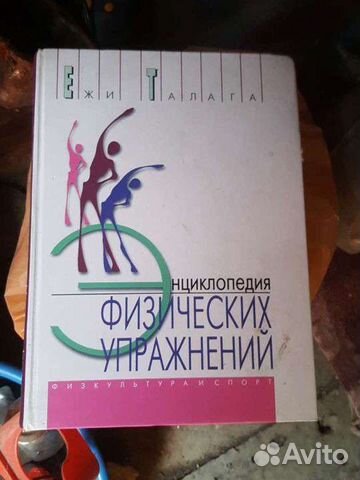 ЕЖИ ТАЛАГА
ЭНЦИКЛОПЕДИЯ
ФИЗИЧЕСКИХ
УПРАЖНЕНИЙ
ФИЗКУЛЬТУРА И СПОРТ
Avito